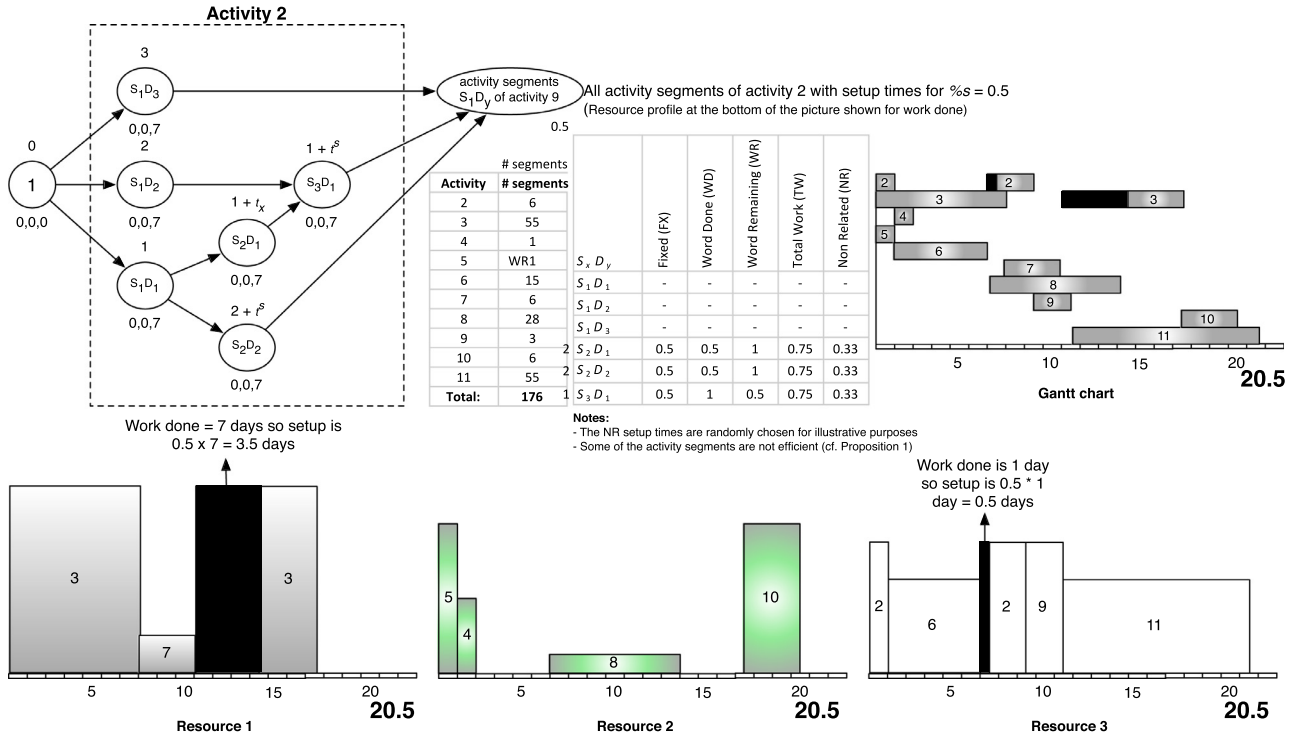 Activity 2
3
S1D3
0,0,7
0
1
0,0,0
2
S1D2
0,0,7
1
S1D1
0,0,7
1 + tx
S2D1
0,0,7
2 + ts
S2D2
0,0,7
1 + ts
S3D1
0,0,7
activity segments
S1Dy of activity 9
All activity segments of activity 2 with setup times for %s = 0.5
(Resource profile at the bottom of the picture shown for work done)
0.5
# segments
Activity # segments
2 6
3 55
4 1
5 WR1
6 15
7 6
8 28
9 3
10 6
11 55
Total: 176
SxDy Fixed (FX) Word Done (WD) Word Remaining (WR) Total Work (TW) Non Related (NR)
S1D1 - - - - -
S1D2 - - - - -
S1D3 - - - - -
2 S2D1 0.5 0.5 1 0.75 0.33
2 S2D2 0.5 0.5 1 0.75 0.33
1 S3D1 0.5 1 0.5 0.75 0.33
Notes:
- The NR setup times are randomly chosen for illustrative purposes
- Some of the activity segments are not efficient (cf. Proposition 1)
2 2
3 3
4
5
6
7
8
9
10
11
5 10 15 20
20.5
Gantt chart
Work done = 7 days so setup is
0.5 x 7 = 3.5 days
3 7 3
5 10 15 20
20.5
Resource 1
5 4 8 10
5 10 15 20
20.5
Resource 2
Work done is 1 day
so setup is 0.5 * 1
day = 0.5 days
2 6 2 9 11
5 10 15 20
20.5
Resource 3